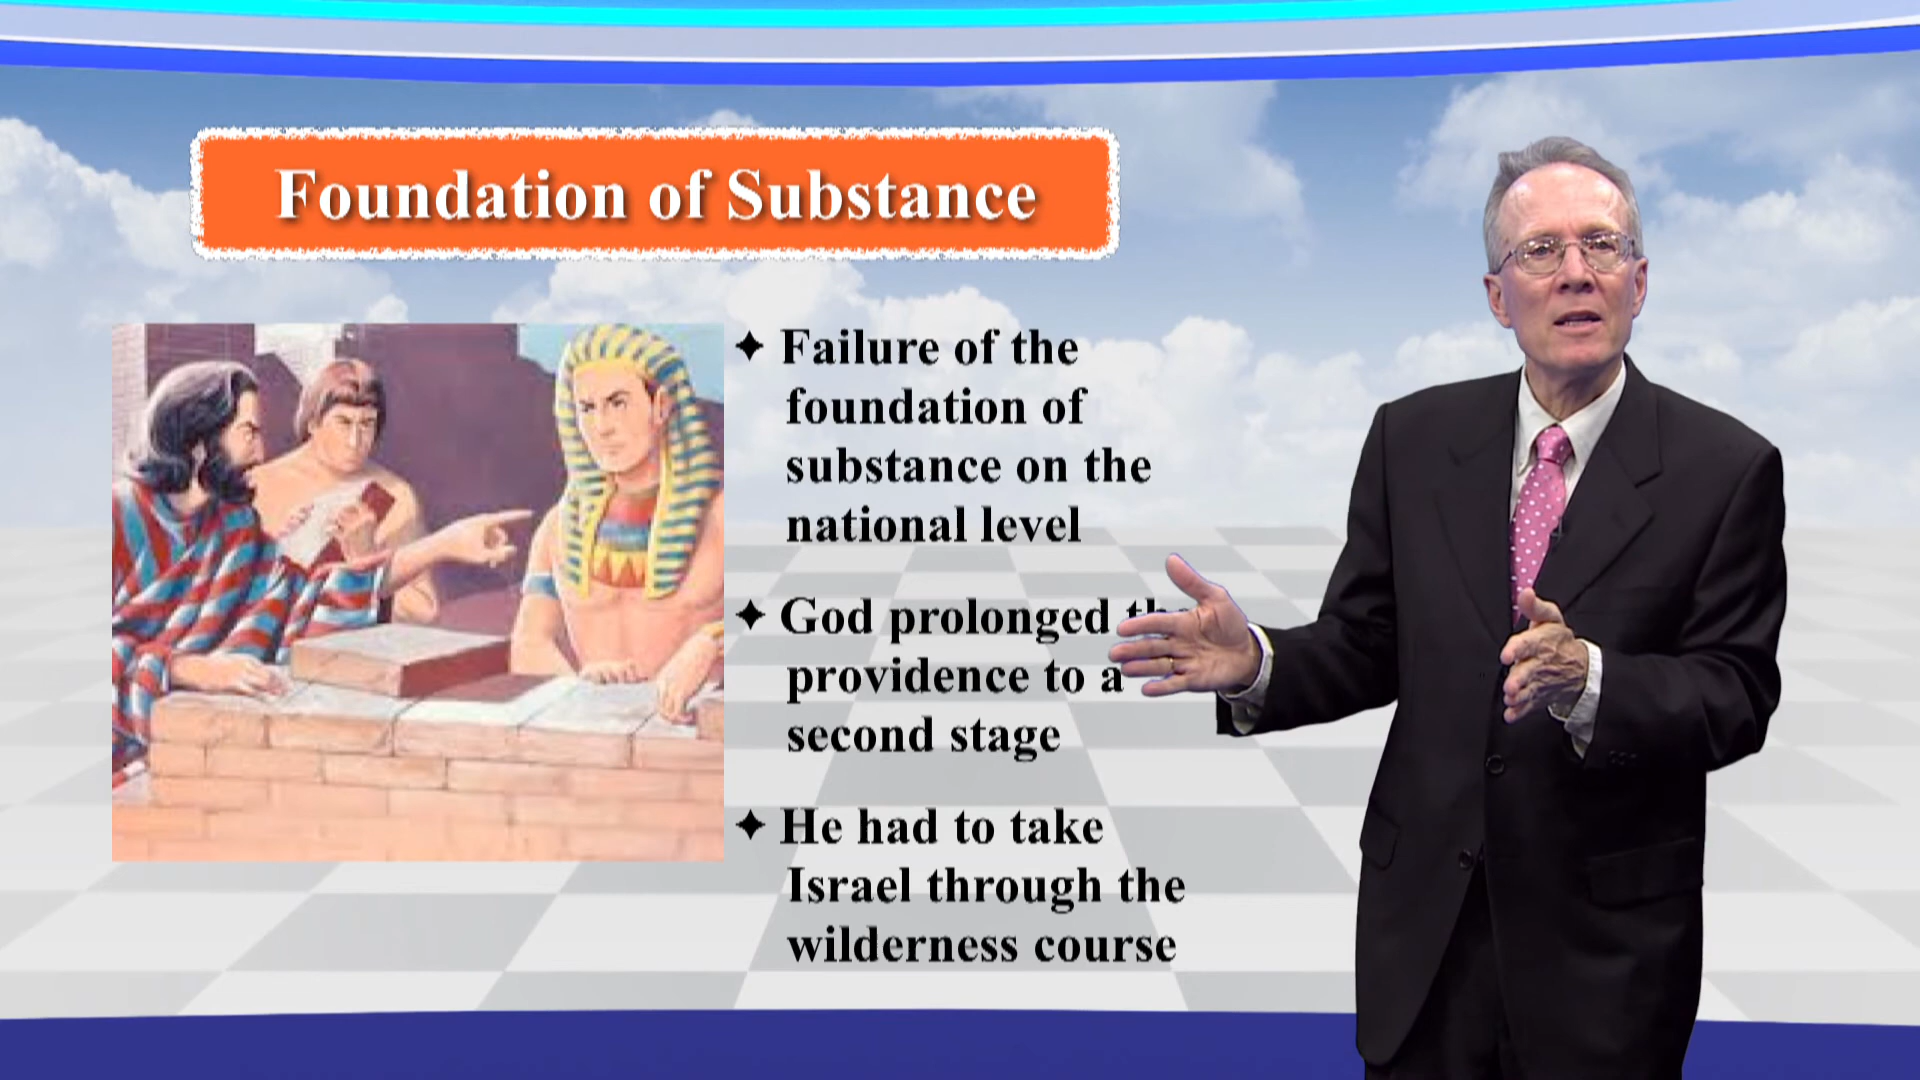 Foundation of Substance
✦ Failure of the
foundation of
substance on the
national level
✦ God prolonged
providence to a
second stage
✦ He had to take
Israel through the
wilderness course